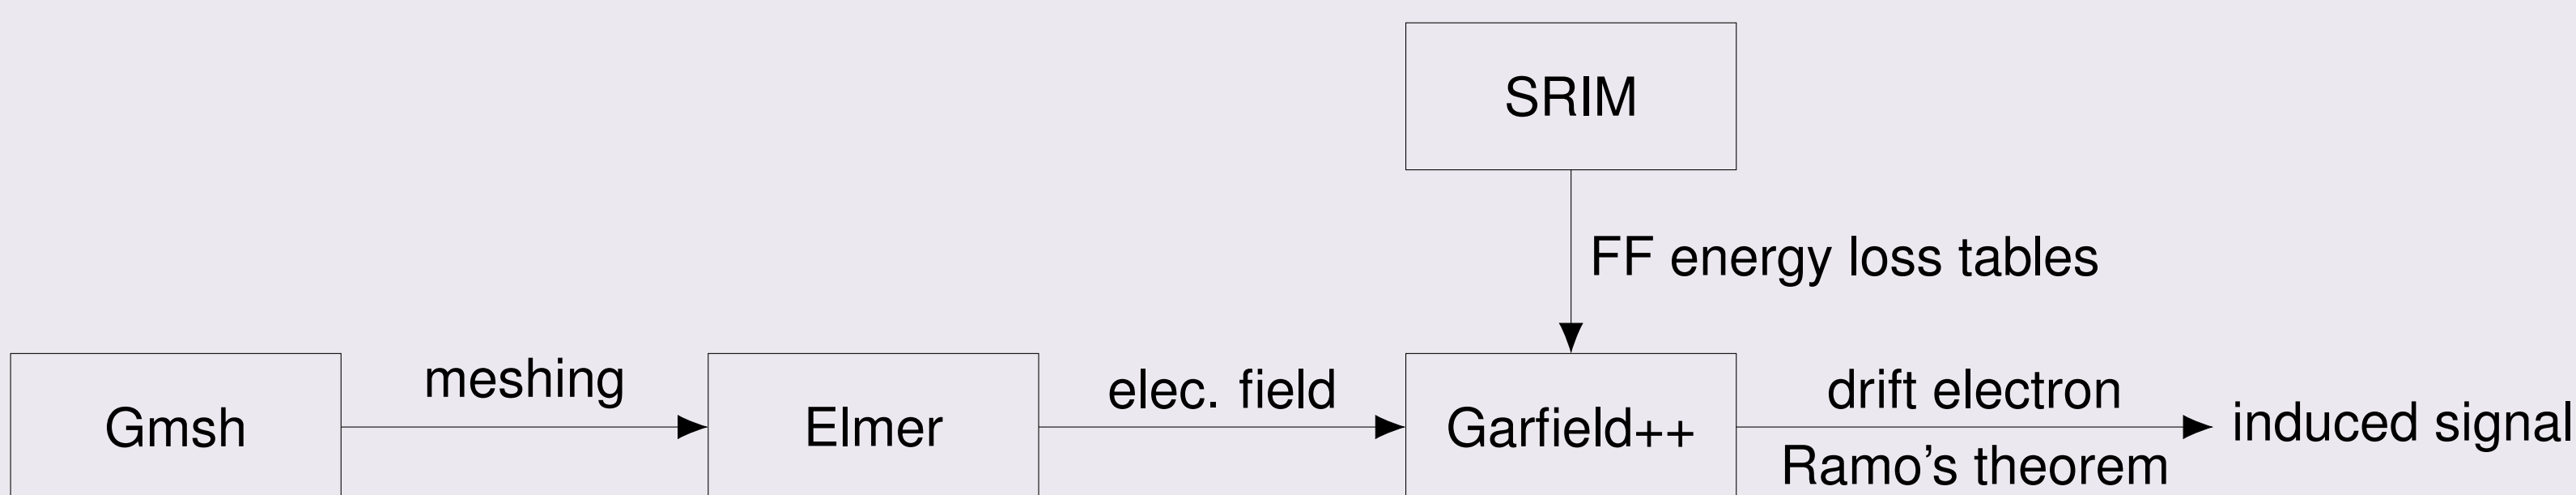 SRIM
FF energy loss tables
meshing
elec. field
drift electron
Gmsh
Elmer
Garfield++
induced signal
Ramo's theorem